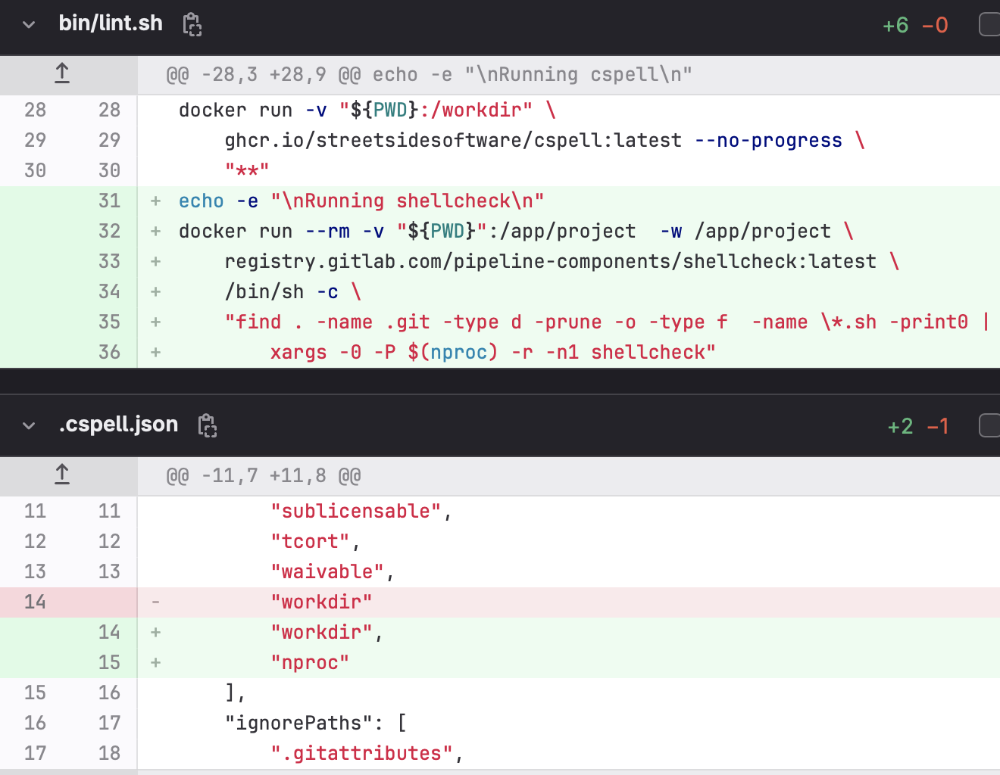 bin/lint.sh +6 −0
@@ -28,3 +28,9 @@ echo -e "\nRunning cspell\n"
28 28 docker run -v "${PWD}:/workdir" \
29 29 ghcr.io/streetsidesoftware/cspell:latest --no-progress \
30 30 "**"
31 + echo -e "\nRunning shellcheck\n"
32 + docker run --rm -v "${PWD}":/app/project  -w /app/project \
33 + registry.gitlab.com/pipeline-components/shellcheck:latest \
34 + /bin/sh -c \
35 + "find . -name .git -type d -prune -o -type f  -name \*.sh -print0 |
36 + xargs -0 -P $(nproc) -r -n1 shellcheck"
.cspell.json +2 −1
@@ -11,7 +11,8 @@
11 11 "sublicensable",
12 12 "tcort",
13 13 "waivable",
14 - "workdir"
14 + "workdir",
15 + "nproc"
15 16 ],
16 17 "ignorePaths": [
17 18 ".gitattributes",